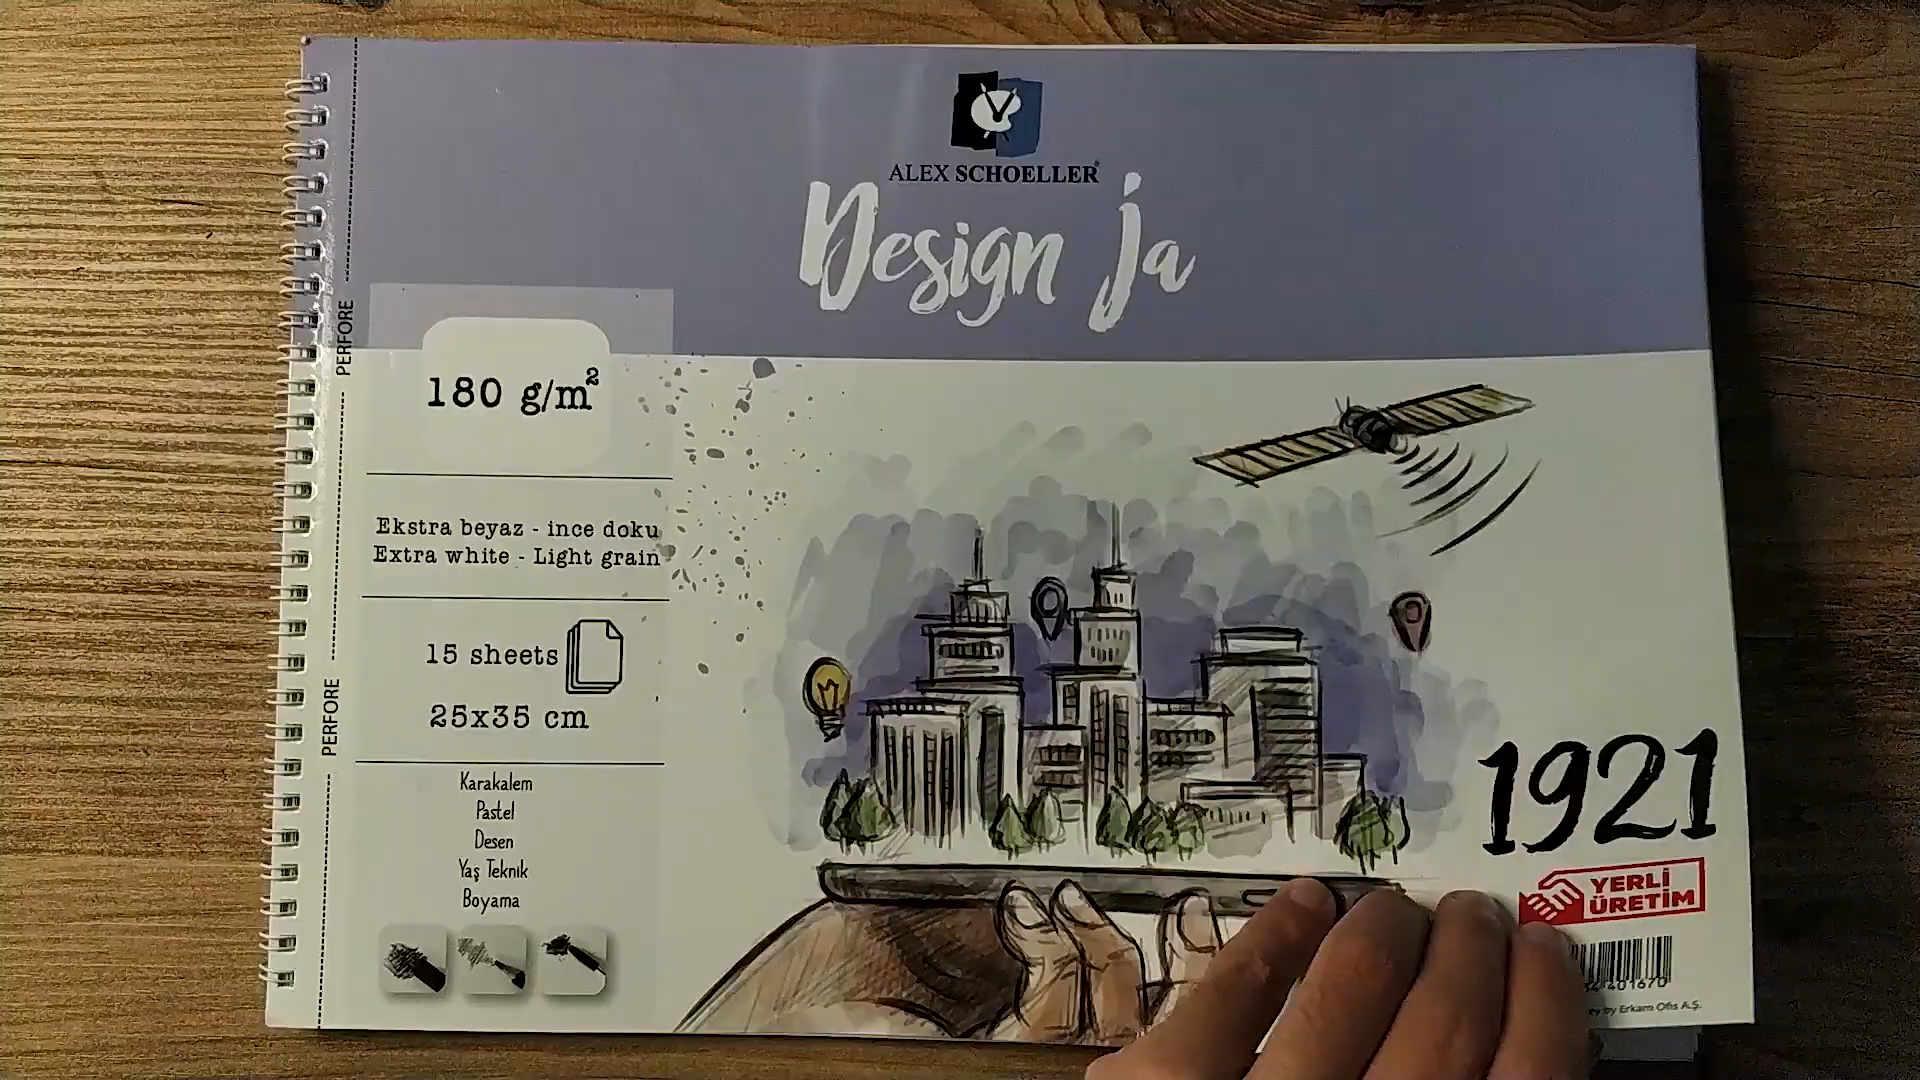 ALEX SCHOELLER
Design ja
PERFORE
180 g/m²
Ekstra beyaz - ince doku
Extra white - Light grain
15 sheets
25x35 cm
PERFORE
Karakalem
Pastel
Desen
Yaş Teknik
Boyama
1921
YERLİ
ÜRETİM
401670
by Erkam Ofis A.Ş.